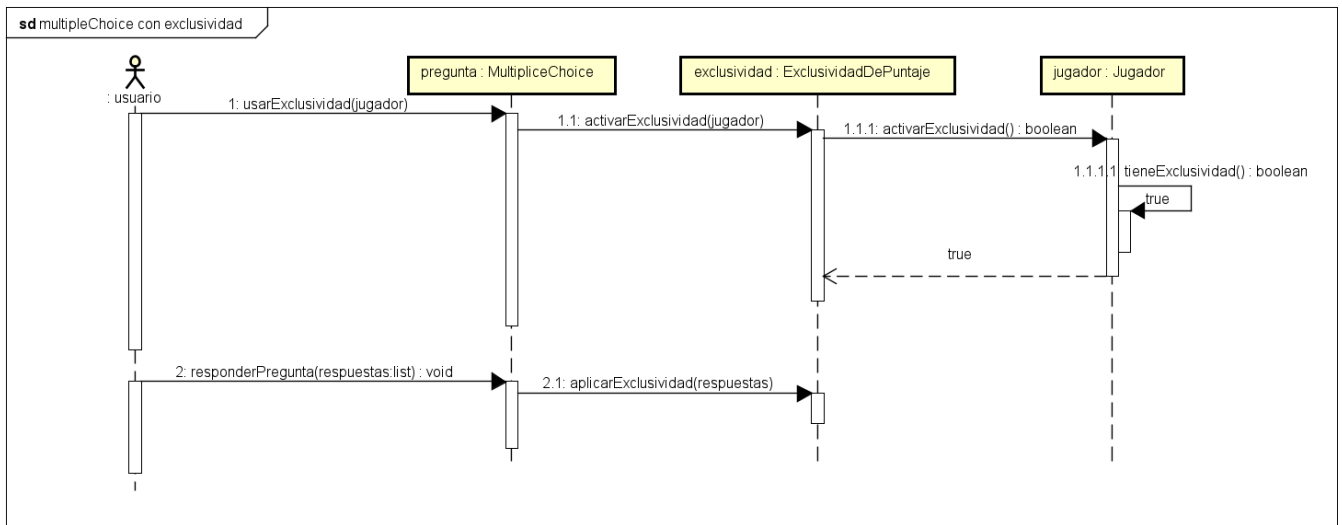 sd multipleChoice con exclusividad
: usuario
pregunta : MultipliceChoice
exclusividad : ExclusividadDePuntaje
jugador : Jugador
1: usarExclusividad(jugador)
1.1: activarExclusividad(jugador)
1.1.1: activarExclusividad() : boolean
1.1.1.1 tieneExclusividad() : boolean
true
true
2: responderPregunta(respuestas:list) : void
2.1: aplicarExclusividad(respuestas)